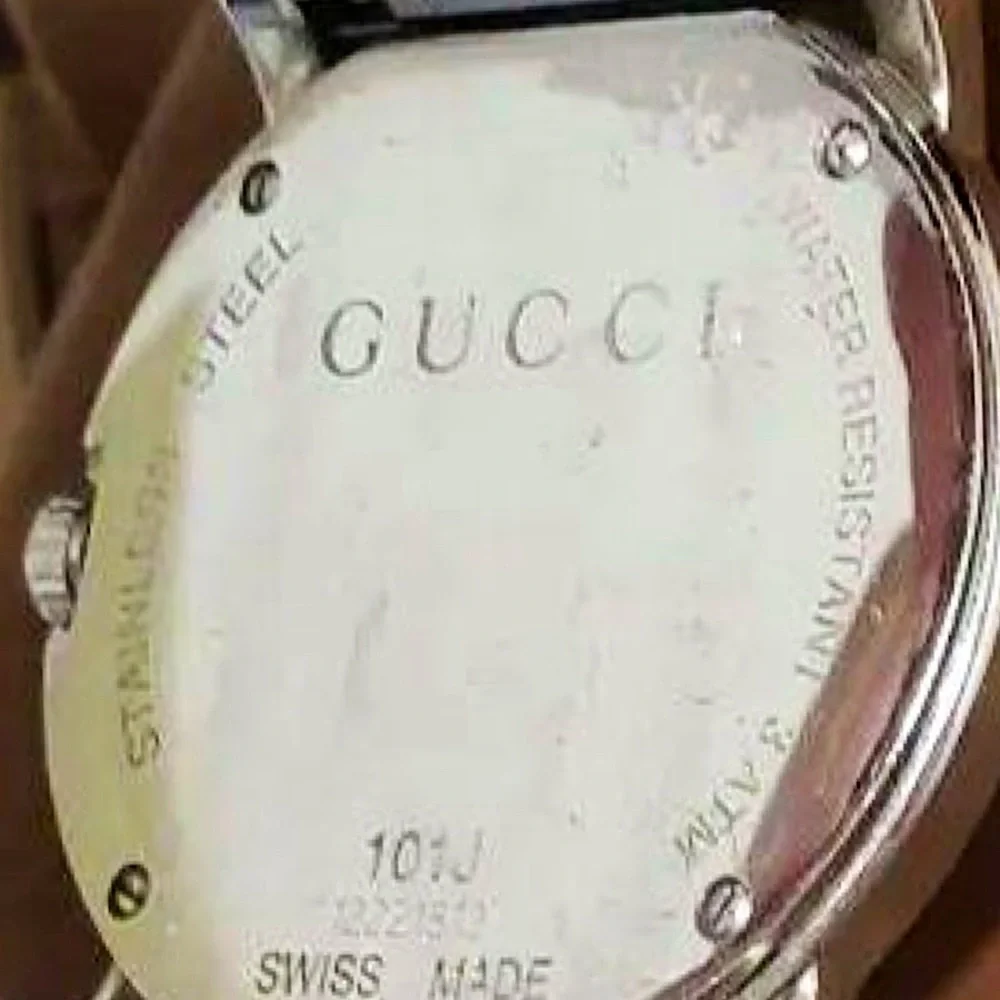 GUCCI
STAINLESS STEEL
WATER RESISTANT 3 ATM
101J
SWISS MADE